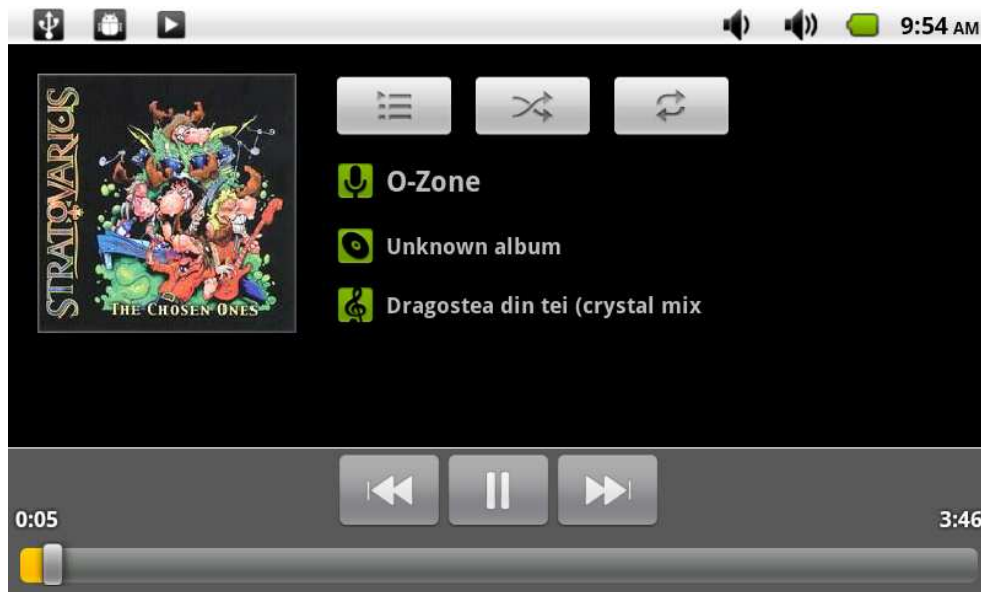 9:54 AM
STRATOVARIUS
THE CHOSEN ONES
O-Zone
Unknown album
Dragostea din tei (crystal mix
0:05
3:46